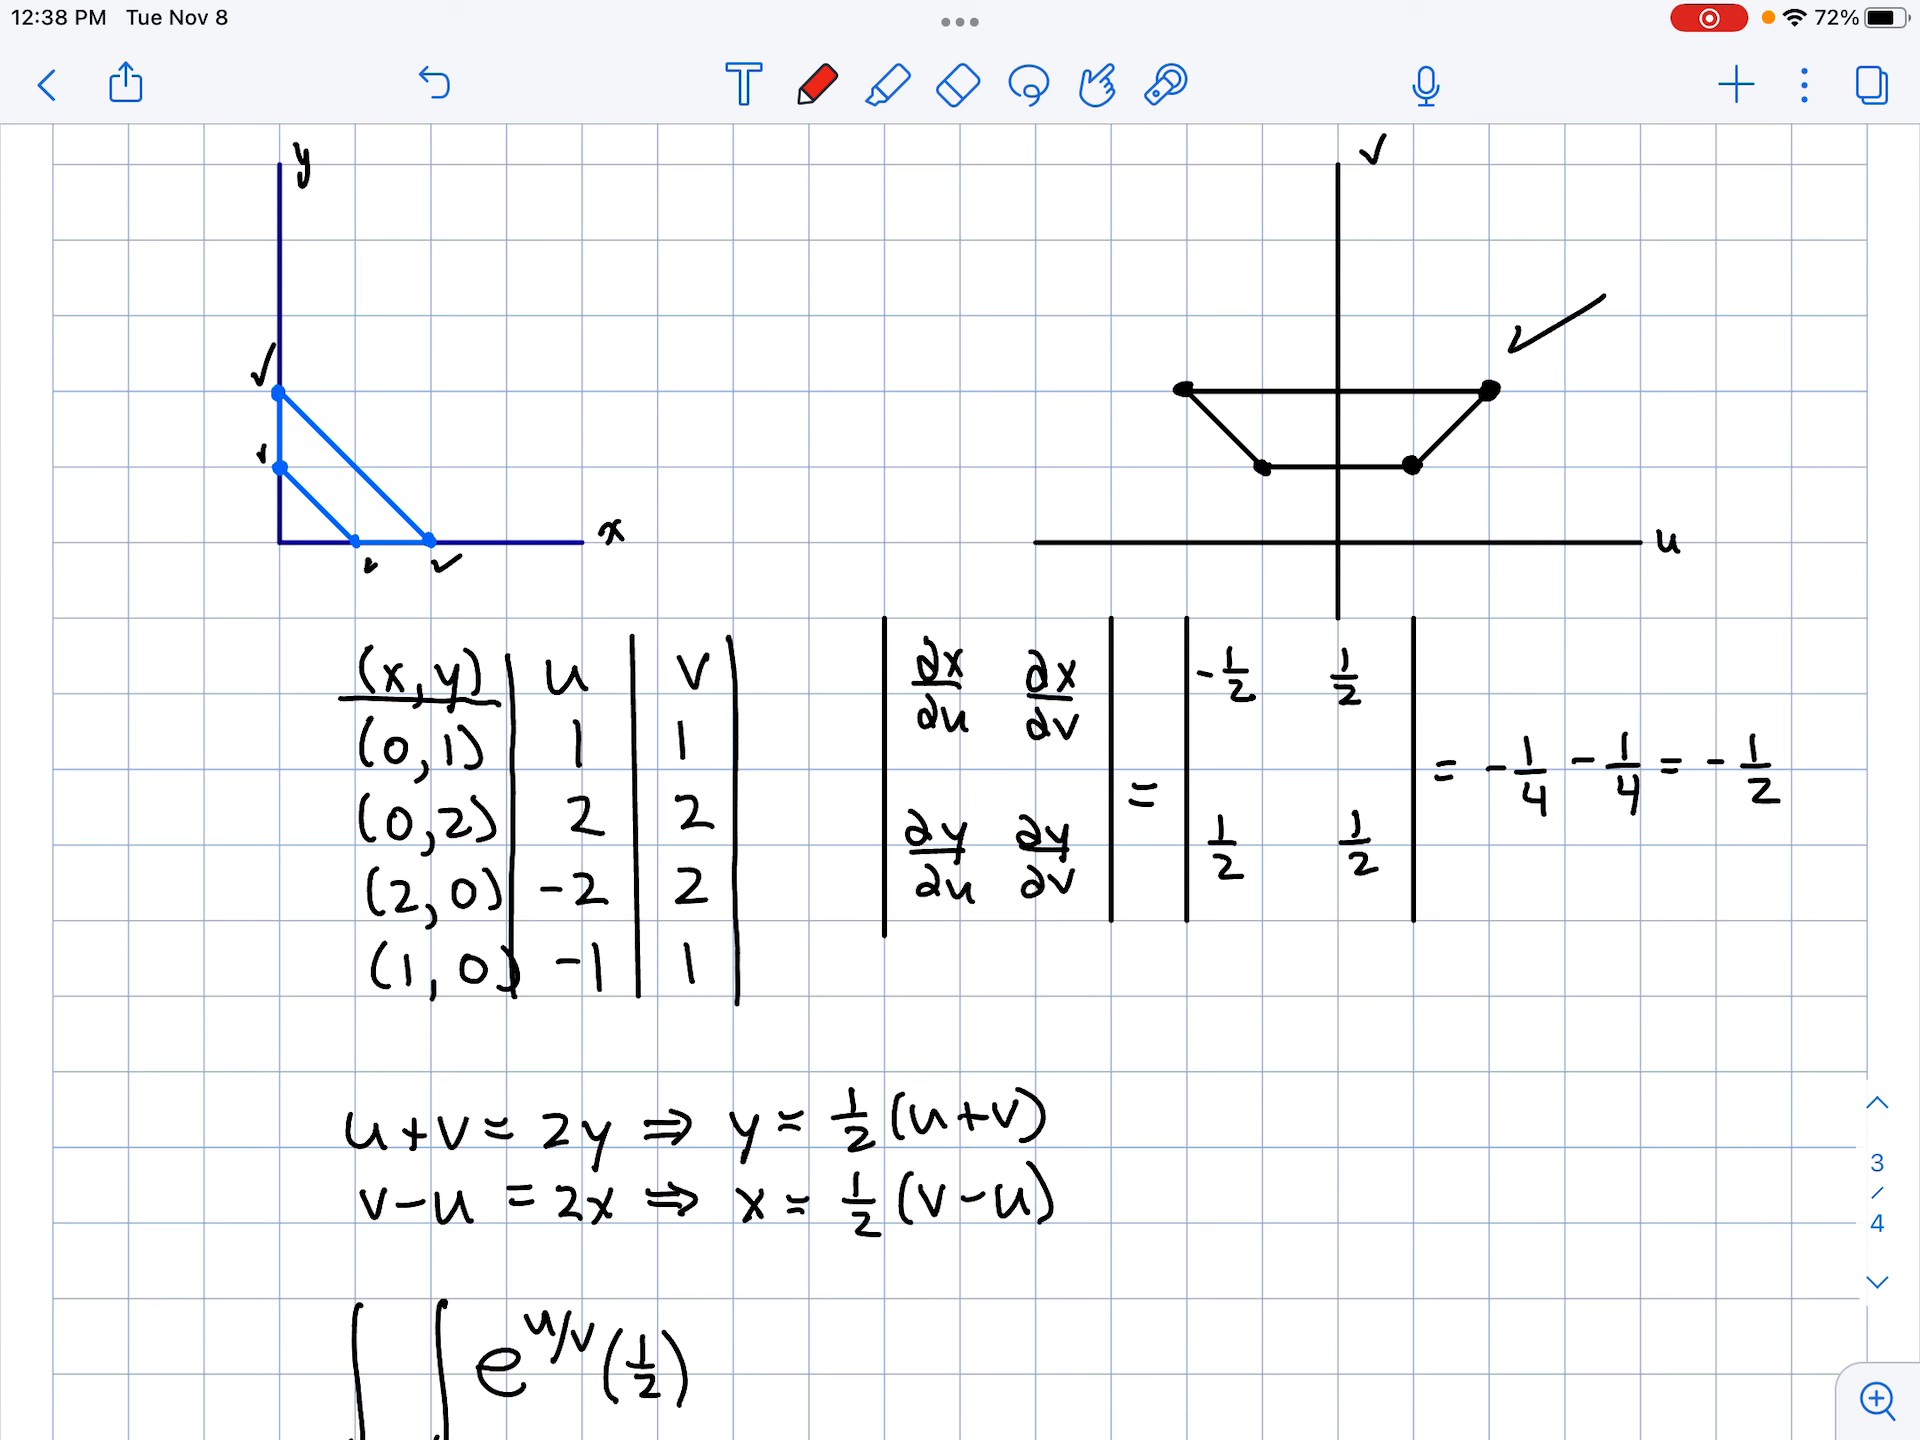 12:38 PM Tue Nov 8
72%
T
y
v
x
u
(x,y) | u | v
(0,1) | 1 | 1
(0,2) | 2 | 2
(2,0) | -2 | 2
(1,0) | -1 | 1
| ∂x/∂u ∂x/∂v | = | -1/2 1/2 |
| ∂y/∂u ∂y/∂v | | 1/2 1/2 | = -1/4 - 1/4 = -1/2
u+v = 2y ⇒ y = 1/2 (u+v)
v-u = 2x ⇒ x = 1/2 (v-u)
∫∫ e^{u/v} (1/2)
3
/
4